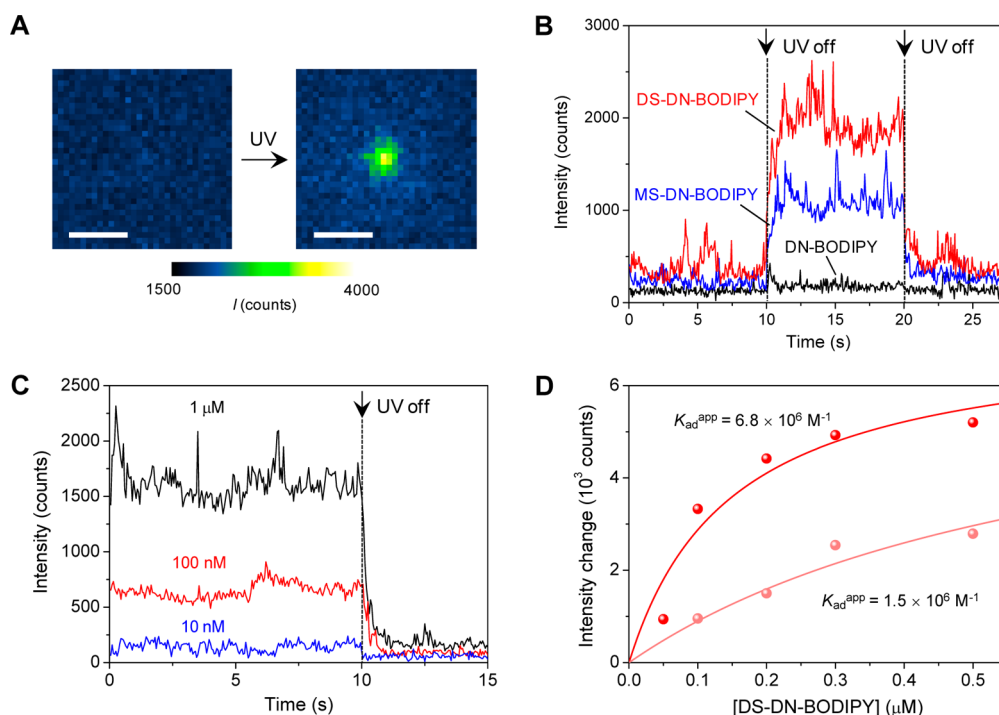 A
UV
1500
4000
I (counts)
B
3000
2000
1000
0
Intensity (counts)
UV off
UV off
DS-DN-BODIPY
MS-DN-BODIPY
DN-BODIPY
0
5
10
15
20
25
Time (s)
C
2500
2000
1500
1000
500
0
Intensity (counts)
1 μM
UV off
100 nM
10 nM
0
5
10
15
Time (s)
D
6
4
2
0
Intensity change (10³ counts)
K_ad^app = 6.8 × 10⁶ M⁻¹
K_ad^app = 1.5 × 10⁶ M⁻¹
0.0
0.1
0.2
0.3
0.4
0.5
[DS-DN-BODIPY] (μM)